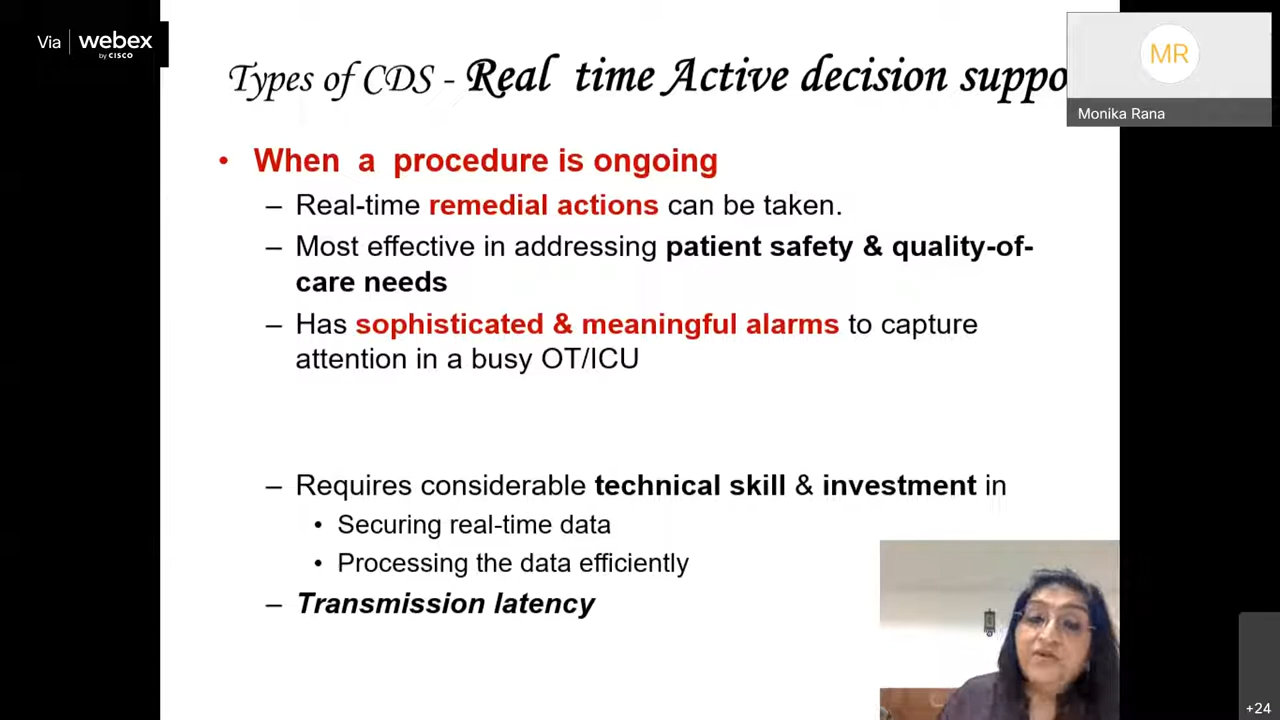 Via webex
by CISCO
Types of CDS - Real time Active decision suppo
MR
Monika Rana
• When a procedure is ongoing
– Real-time remedial actions can be taken.
– Most effective in addressing patient safety & quality-of-
care needs
– Has sophisticated & meaningful alarms to capture
attention in a busy OT/ICU
– Requires considerable technical skill & investment in
• Securing real-time data
• Processing the data efficiently
– Transmission latency
+24